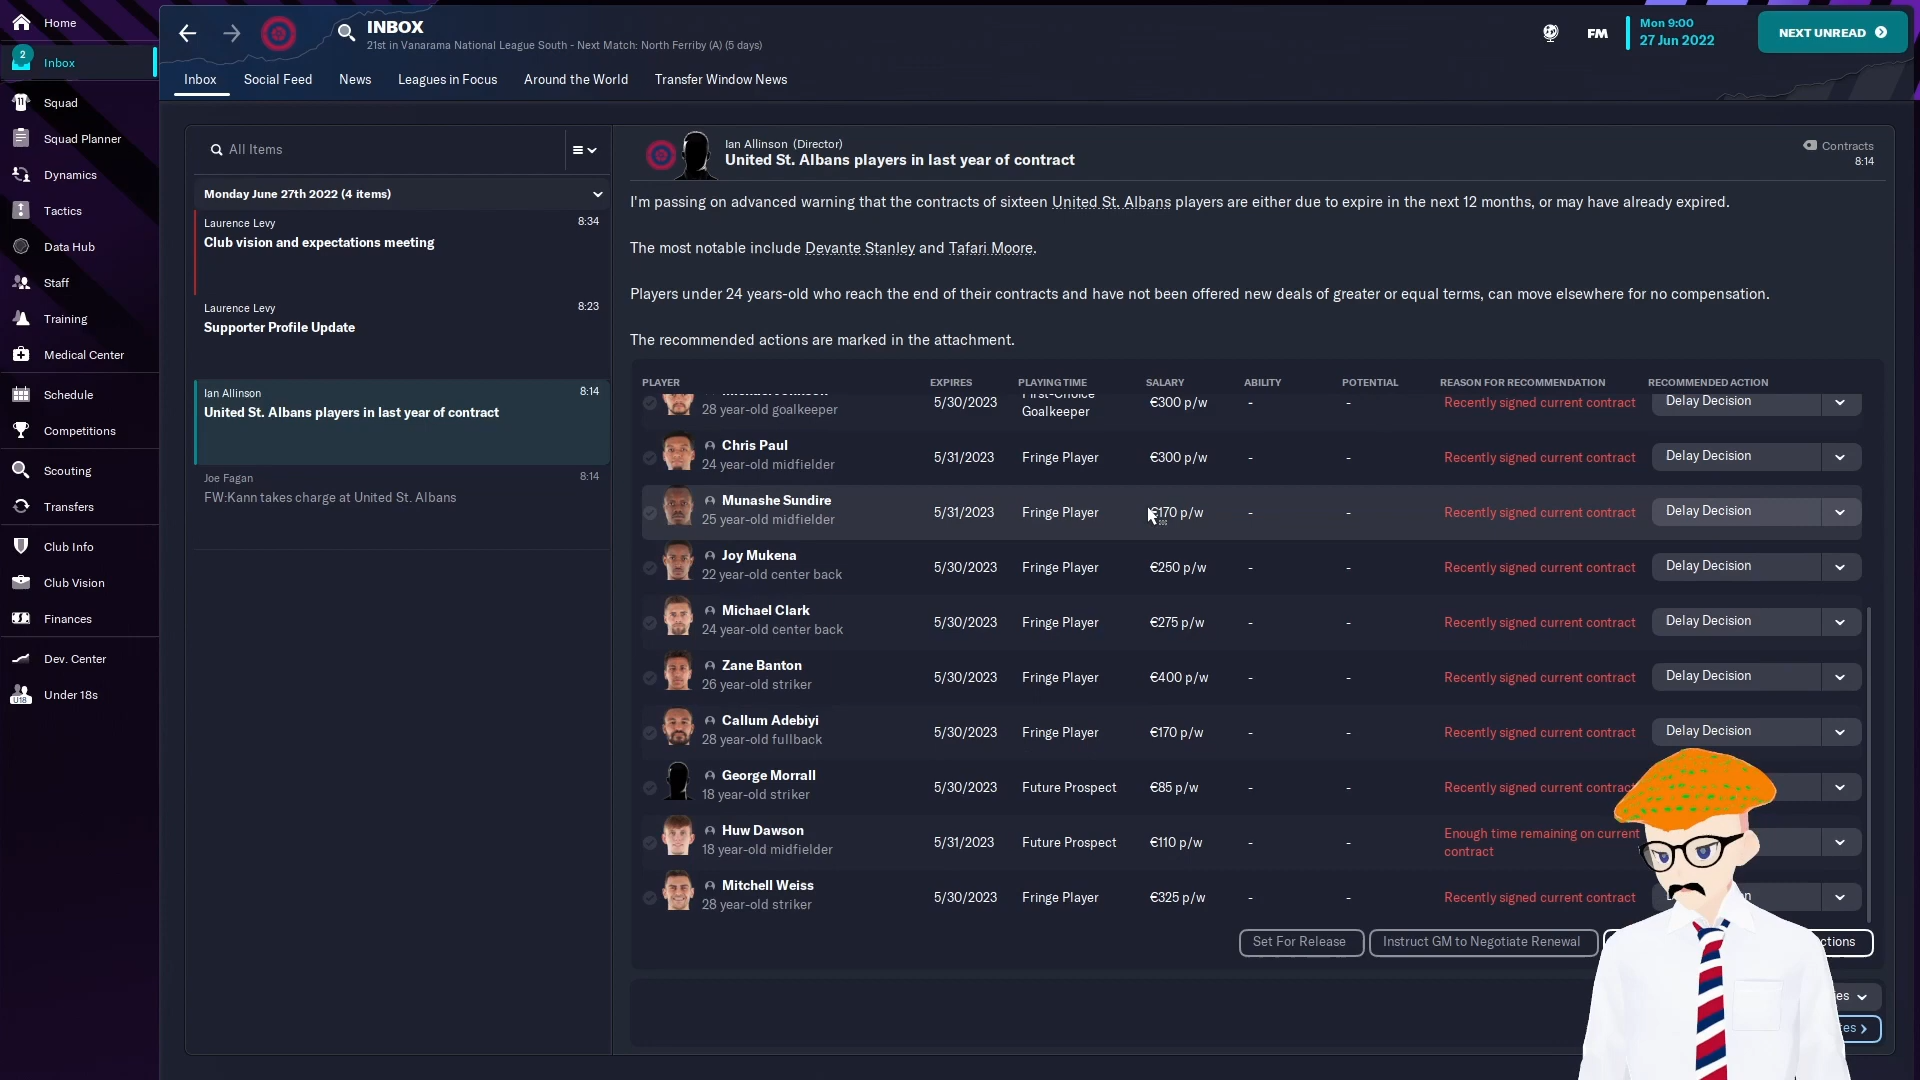 Home
2
Inbox
Squad
Squad Planner
Dynamics
Tactics
Data Hub
Staff
Training
Medical Center
Schedule
Competitions
Scouting
Transfers
Club Info
Club Vision
Finances
Dev. Center
U18
Under 18s
INBOX
21st in Vanarama National League South - Next Match: North Ferriby (A) (5 days)
FM
Mon 9:00
27 Jun 2022
NEXT UNREAD
Inbox
Social Feed
News
Leagues in Focus
Around the World
Transfer Window News
All Items
Monday June 27th 2022 (4 items)
Laurence Levy 8:34
Club vision and expectations meeting
Laurence Levy 8:23
Supporter Profile Update
Ian Allinson 8:14
United St. Albans players in last year of contract
Joe Fagan 8:14
FW:Kann takes charge at United St. Albans
Ian Allinson (Director)
United St. Albans players in last year of contract
Contracts
8:14
I'm passing on advanced warning that the contracts of sixteen United St. Albans players are either due to expire in the next 12 months, or may have already expired.
The most notable include Devante Stanley and Tafari Moore.
Players under 24 years-old who reach the end of their contracts and have not been offered new deals of greater or equal terms, can move elsewhere for no compensation.
The recommended actions are marked in the attachment.
PLAYER EXPIRES PLAYING TIME SALARY ABILITY POTENTIAL REASON FOR RECOMMENDATION RECOMMENDED ACTION
First-Choice
28 year-old goalkeeper 5/30/2023 Goalkeeper €300 p/w - - Recently signed current contract Delay Decision
Chris Paul
24 year-old midfielder 5/31/2023 Fringe Player €300 p/w - - Recently signed current contract Delay Decision
Munashe Sundire
25 year-old midfielder 5/31/2023 Fringe Player €170 p/w - - Recently signed current contract Delay Decision
Joy Mukena
22 year-old center back 5/30/2023 Fringe Player €250 p/w - - Recently signed current contract Delay Decision
Michael Clark
24 year-old center back 5/30/2023 Fringe Player €275 p/w - - Recently signed current contract Delay Decision
Zane Banton
26 year-old striker 5/30/2023 Fringe Player €400 p/w - - Recently signed current contract Delay Decision
Callum Adebiyi
28 year-old fullback 5/30/2023 Fringe Player €170 p/w - - Recently signed current contract Delay Decision
George Morrall
18 year-old striker 5/30/2023 Future Prospect €85 p/w - - Recently signed current contract
Huw Dawson
18 year-old midfielder 5/31/2023 Future Prospect €110 p/w - - Enough time remaining on current
contract
Mitchell Weiss
28 year-old striker 5/30/2023 Fringe Player €325 p/w - - Recently signed current contract
Set For Release
Instruct GM to Negotiate Renewal